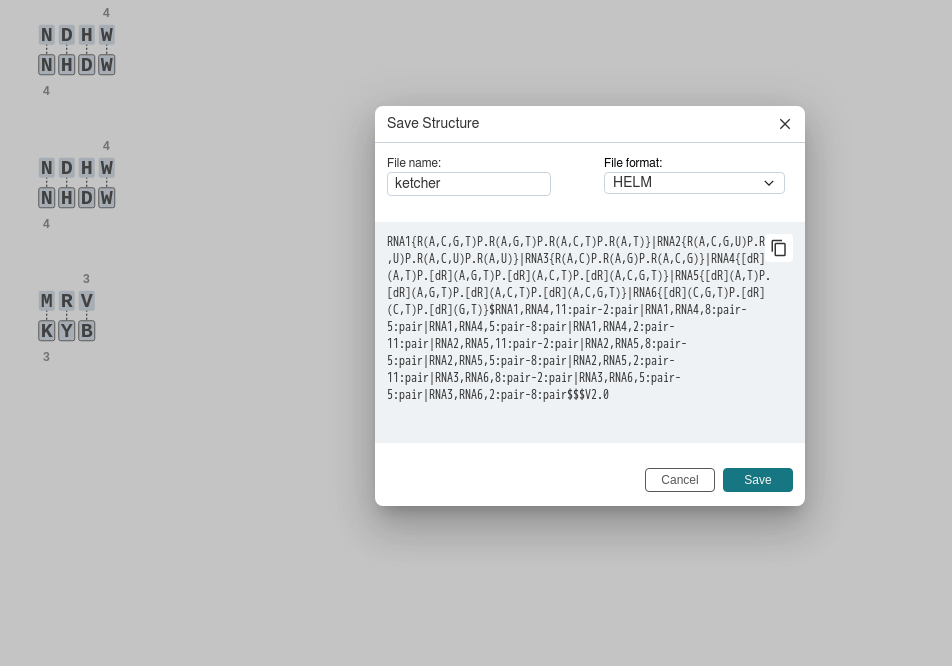 4
N D H W
N H D W
4
4
N D H W
N H D W
4
3
M R V
K Y B
3
Save Structure
File name:
File format:
ketcher
HELM
RNA1{R(A,C,G,T)P.R(A,G,T)P.R(A,C,T)P.R(A,T)}|RNA2{R(A,C,G,U)P.R
,U)P.R(A,C,U)P.R(A,U)}|RNA3{R(A,C)P.R(A,G)P.R(A,C,G)}|RNA4{[dR]
(A,T)P.[dR](A,G,T)P.[dR](A,C,T)P.[dR](A,C,G,T)}|RNA5{[dR](A,T)P.
[dR](A,G,T)P.[dR](A,C,T)P.[dR](A,C,G,T)}|RNA6{[dR](C,G,T)P.[dR]
(C,T)P.[dR](G,T)}$RNA1,RNA4,11:pair-2:pair|RNA1,RNA4,8:pair-
5:pair|RNA1,RNA4,5:pair-8:pair|RNA1,RNA4,2:pair-
11:pair|RNA2,RNA5,11:pair-2:pair|RNA2,RNA5,8:pair-
5:pair|RNA2,RNA5,5:pair-8:pair|RNA2,RNA5,2:pair-
11:pair|RNA3,RNA6,8:pair-2:pair|RNA3,RNA6,5:pair-
5:pair|RNA3,RNA6,2:pair-8:pair$$$V2.0
Cancel
Save